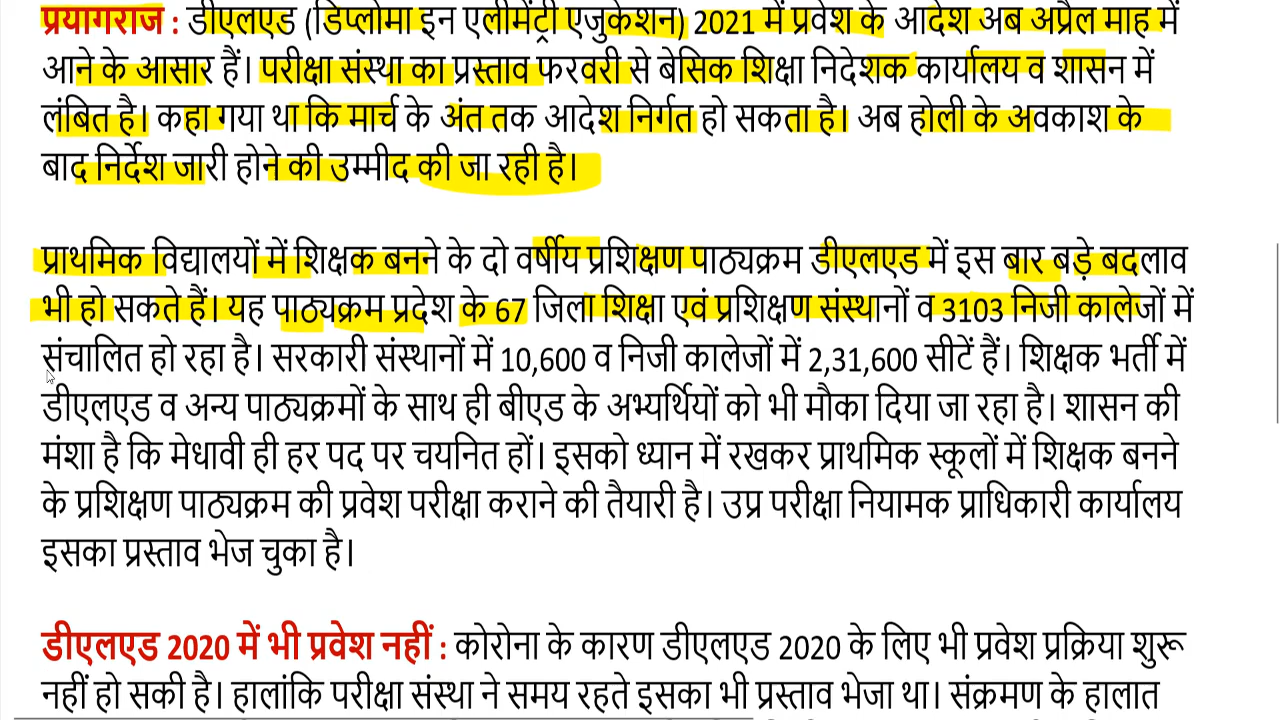 प्रयागराज : डीएलएड (डिप्लोमा इन एलीमेंट्री एजुकेशन) 2021 में प्रवेश के आदेश अब अप्रैल माह में
आने के आसार हैं। परीक्षा संस्था का प्रस्ताव फरवरी से बेसिक शिक्षा निदेशक कार्यालय व शासन में
लंबित है। कहा गया था कि मार्च के अंत तक आदेश निर्गत हो सकता है। अब होली के अवकाश के
बाद निर्देश जारी होने की उम्मीद की जा रही है।
प्राथमिक विद्यालयों में शिक्षक बनने के दो वर्षीय प्रशिक्षण पाठ्यक्रम डीएलएड में इस बार बड़े बदलाव
भी हो सकते हैं। यह पाठ्यक्रम प्रदेश के 67 जिला शिक्षा एवं प्रशिक्षण संस्थानों व 3103 निजी कालेजों में
संचालित हो रहा है। सरकारी संस्थानों में 10,600 व निजी कालेजों में 2,31,600 सीटें हैं। शिक्षक भर्ती में
डीएलएड व अन्य पाठ्यक्रमों के साथ ही बीएड के अभ्यर्थियों को भी मौका दिया जा रहा है। शासन की
मंशा है कि मेधावी ही हर पद पर चयनित हों। इसको ध्यान में रखकर प्राथमिक स्कूलों में शिक्षक बनने
के प्रशिक्षण पाठ्यक्रम की प्रवेश परीक्षा कराने की तैयारी है। उप्र परीक्षा नियामक प्राधिकारी कार्यालय
इसका प्रस्ताव भेज चुका है।
डीएलएड 2020 में भी प्रवेश नहीं : कोरोना के कारण डीएलएड 2020 के लिए भी प्रवेश प्रक्रिया शुरू
नहीं हो सकी है। हालांकि परीक्षा संस्था ने समय रहते इसका भी प्रस्ताव भेजा था। संक्रमण के हालात